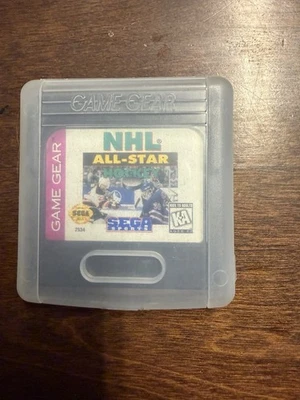 GAME GEAR
NHL
ALL-STAR
HOCKEY
GAME GEAR
SEGA
SEGA
SPORTS
K-A